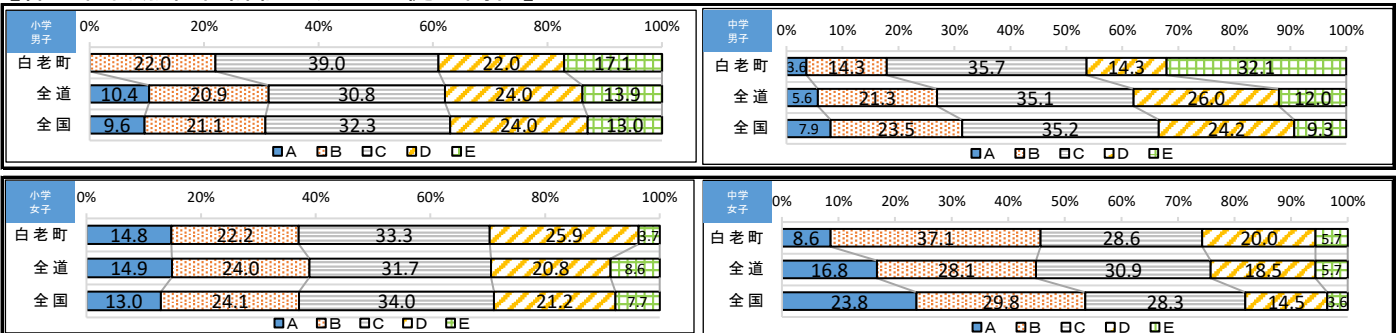 小学
男子
0% 20% 40% 60% 80% 100%
白老町 22.0 39.0 22.0 17.1
全道 10.4 20.9 30.8 24.0 13.9
全国 9.6 21.1 32.3 24.0 13.0
A B C D E
中学
男子
0% 10% 20% 30% 40% 50% 60% 70% 80% 90% 100%
白老町 3.6 14.3 35.7 14.3 32.1
全道 5.6 21.3 35.1 26.0 12.0
全国 7.9 23.5 35.2 24.2 9.3
A B C D E
小学
女子
0% 20% 40% 60% 80% 100%
白老町 14.8 22.2 33.3 25.9 3.7
全道 14.9 24.0 31.7 20.8 8.6
全国 13.0 24.1 34.0 21.2 7.7
A B C D E
中学
女子
0% 10% 20% 30% 40% 50% 60% 70% 80% 90% 100%
白老町 8.6 37.1 28.6 20.0 5.7
全道 16.8 28.1 30.9 18.5 5.7
全国 23.8 29.8 28.3 14.5 3.6
A B C D E